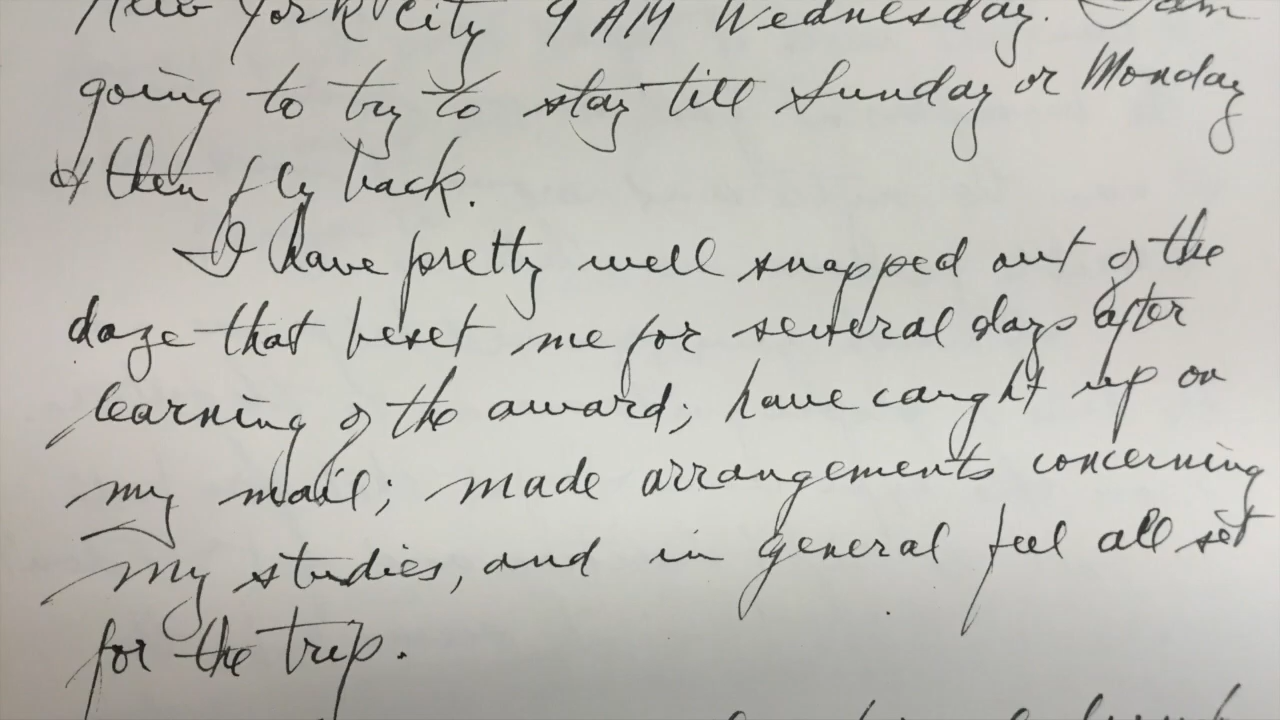 New York City 9 AM Wednesday. I am
going to try to stay till Sunday or Monday
& then fly back.
I have pretty well snapped out of the
daze that beset me for several days after
learning of the award; have caught up on
my mail; made arrangements concerning
my studies, and in general feel all set
for the trip.